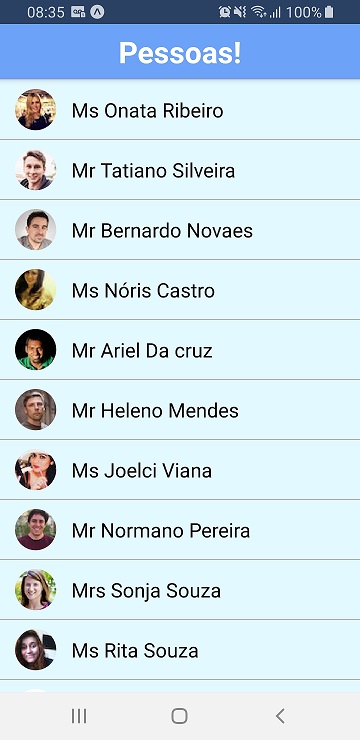 08:35 100%
Pessoas!
Ms Onata Ribeiro
Mr Tatiano Silveira
Mr Bernardo Novaes
Ms Nóris Castro
Mr Ariel Da cruz
Mr Heleno Mendes
Ms Joelci Viana
Mr Normano Pereira
Mrs Sonja Souza
Ms Rita Souza